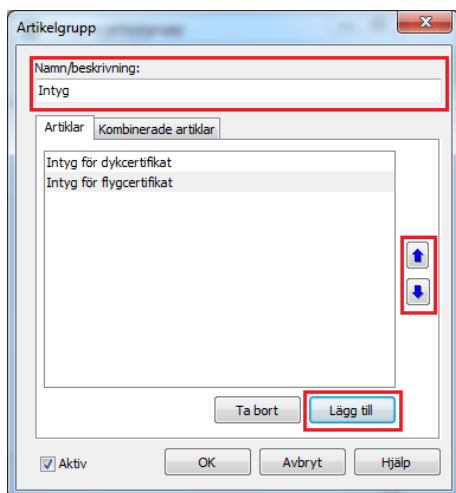 Artikelgrupp
Namn/beskrivning:
Intyg
Artiklar Kombinerade artiklar
Intyg för dykcertifikat
Intyg för flygcertifikat
Ta bort Lägg till
Aktiv OK Avbryt Hjälp